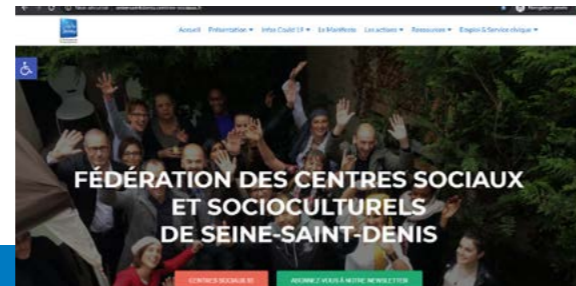 Accueil Présentation Infos Covid 19 Le Manifeste Les actions Ressources Emploi & Service civique
FÉDÉRATION DES CENTRES SOCIAUX
ET SOCIOCULTURELS
DE SEINE-SAINT-DENIS
CENTRES SOCIAUX 93
ABONNEZ VOUS À NOTRE NEWSLETTER